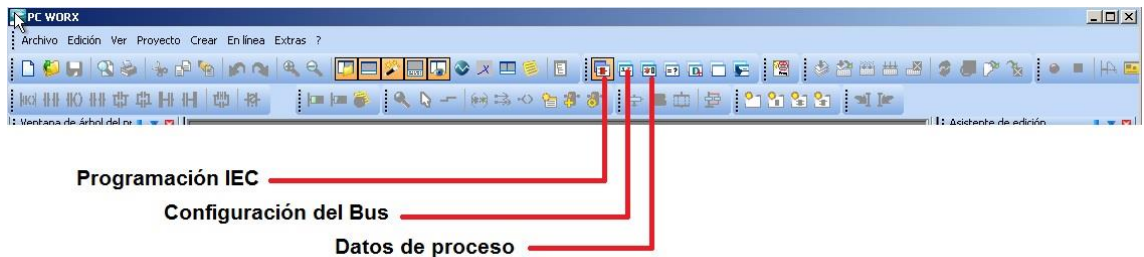 PC WORX
Archivo Edición Ver Proyecto Crear En línea Extras ?
Ventana de árbol del
Asistente de edición
Programación IEC
Configuración del Bus
Datos de proceso